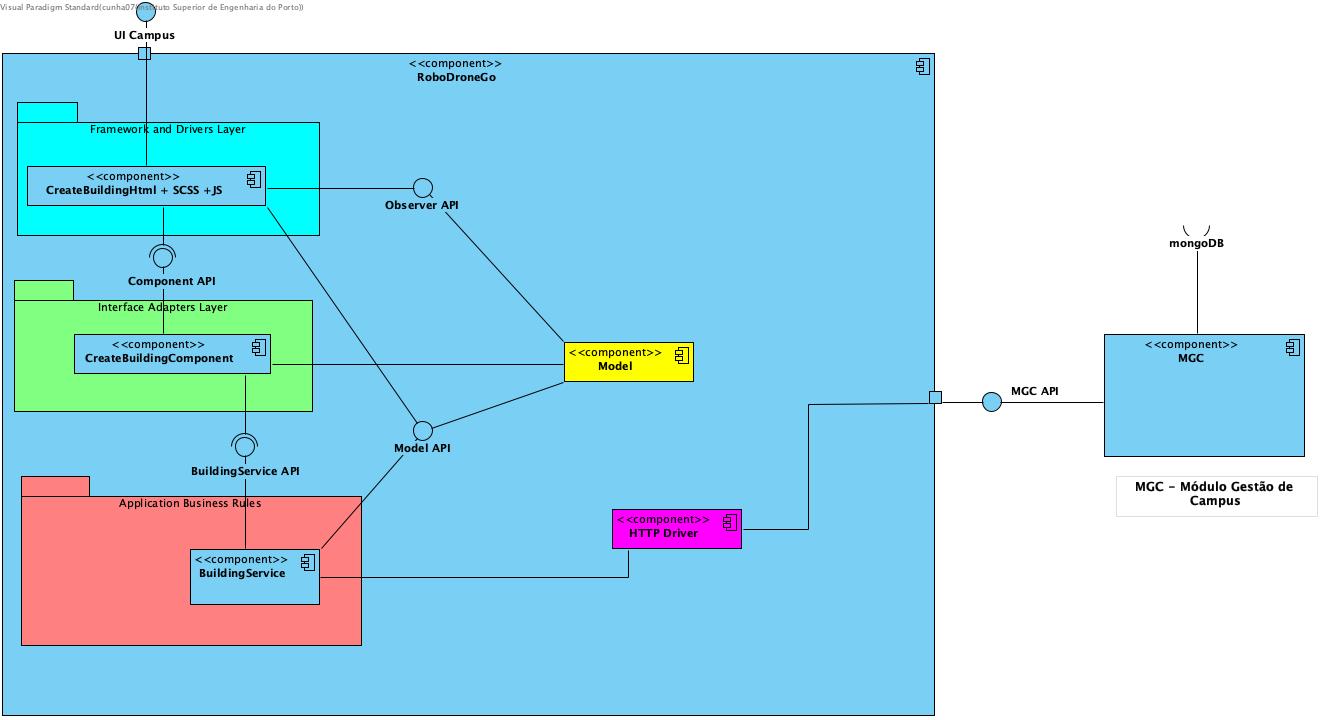 Visual Paradigm Standard(cunha07(Instituto Superior de Engenharia do Porto))
UI Campus
<<component>>
RoboDroneGo
Framework and Drivers Layer
<<component>>
CreateBuildingHtml + SCSS +JS
Observer API
Component API
Interface Adapters Layer
<<component>>
CreateBuildingComponent
<<component>>
Model
Model API
BuildingService API
Application Business Rules
<<component>>
BuildingService
<<component>>
HTTP Driver
MGC API
mongoDB
<<component>>
MGC
MGC - Módulo Gestão de
Campus